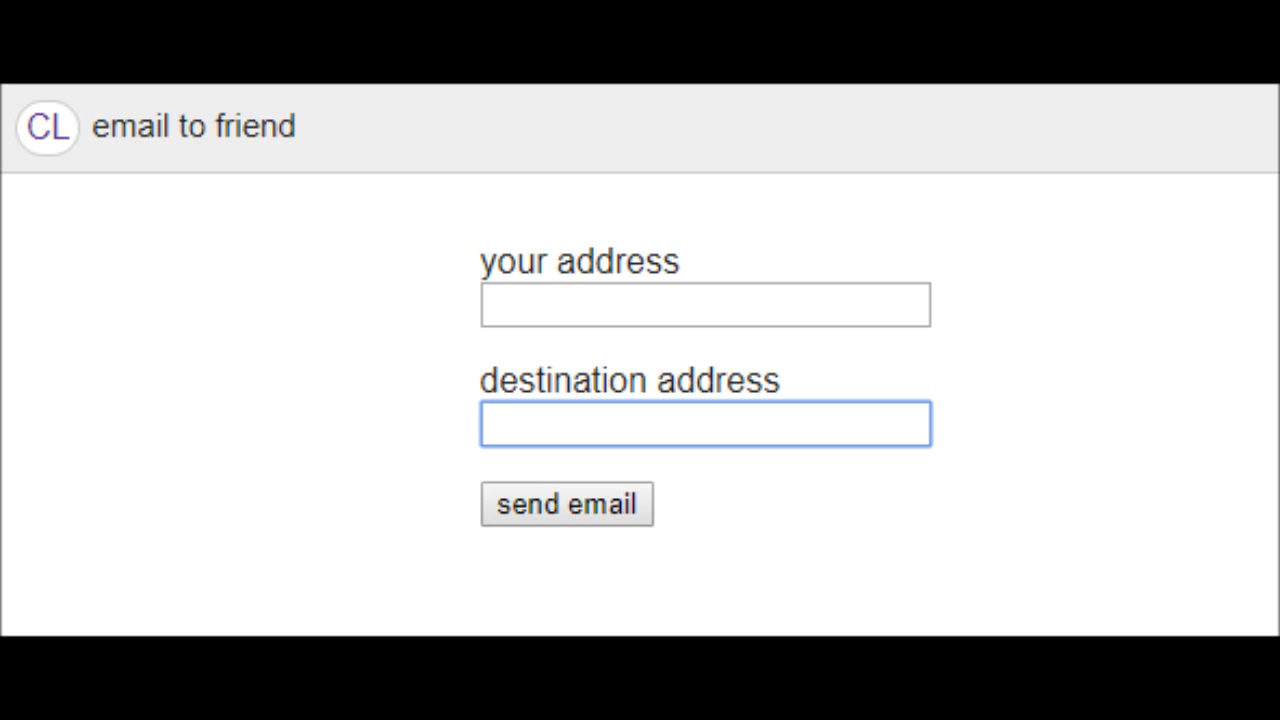 CL email to friend
your address
destination address
send email